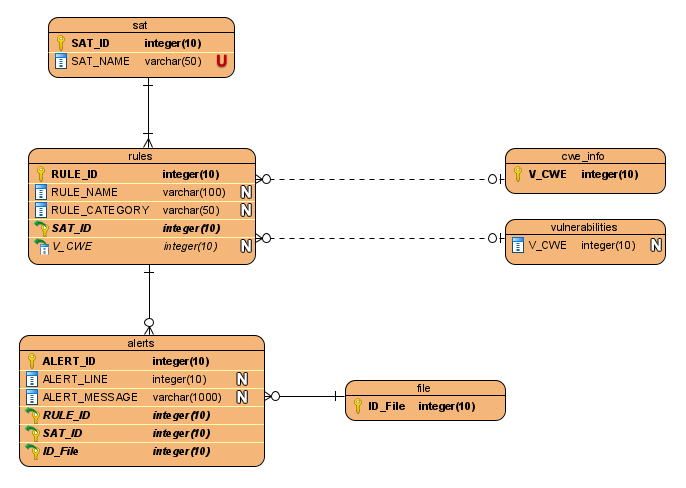 sat
SAT_ID integer(10)
SAT_NAME varchar(50) U
rules
RULE_ID integer(10)
RULE_NAME varchar(100) N
RULE_CATEGORY varchar(50) N
SAT_ID integer(10)
V_CWE integer(10) N
cwe_info
V_CWE integer(10)
vulnerabilities
V_CWE integer(10) N
alerts
ALERT_ID integer(10)
ALERT_LINE integer(10) N
ALERT_MESSAGE varchar(1000) N
RULE_ID integer(10)
SAT_ID integer(10)
ID_File integer(10)
file
ID_File integer(10)